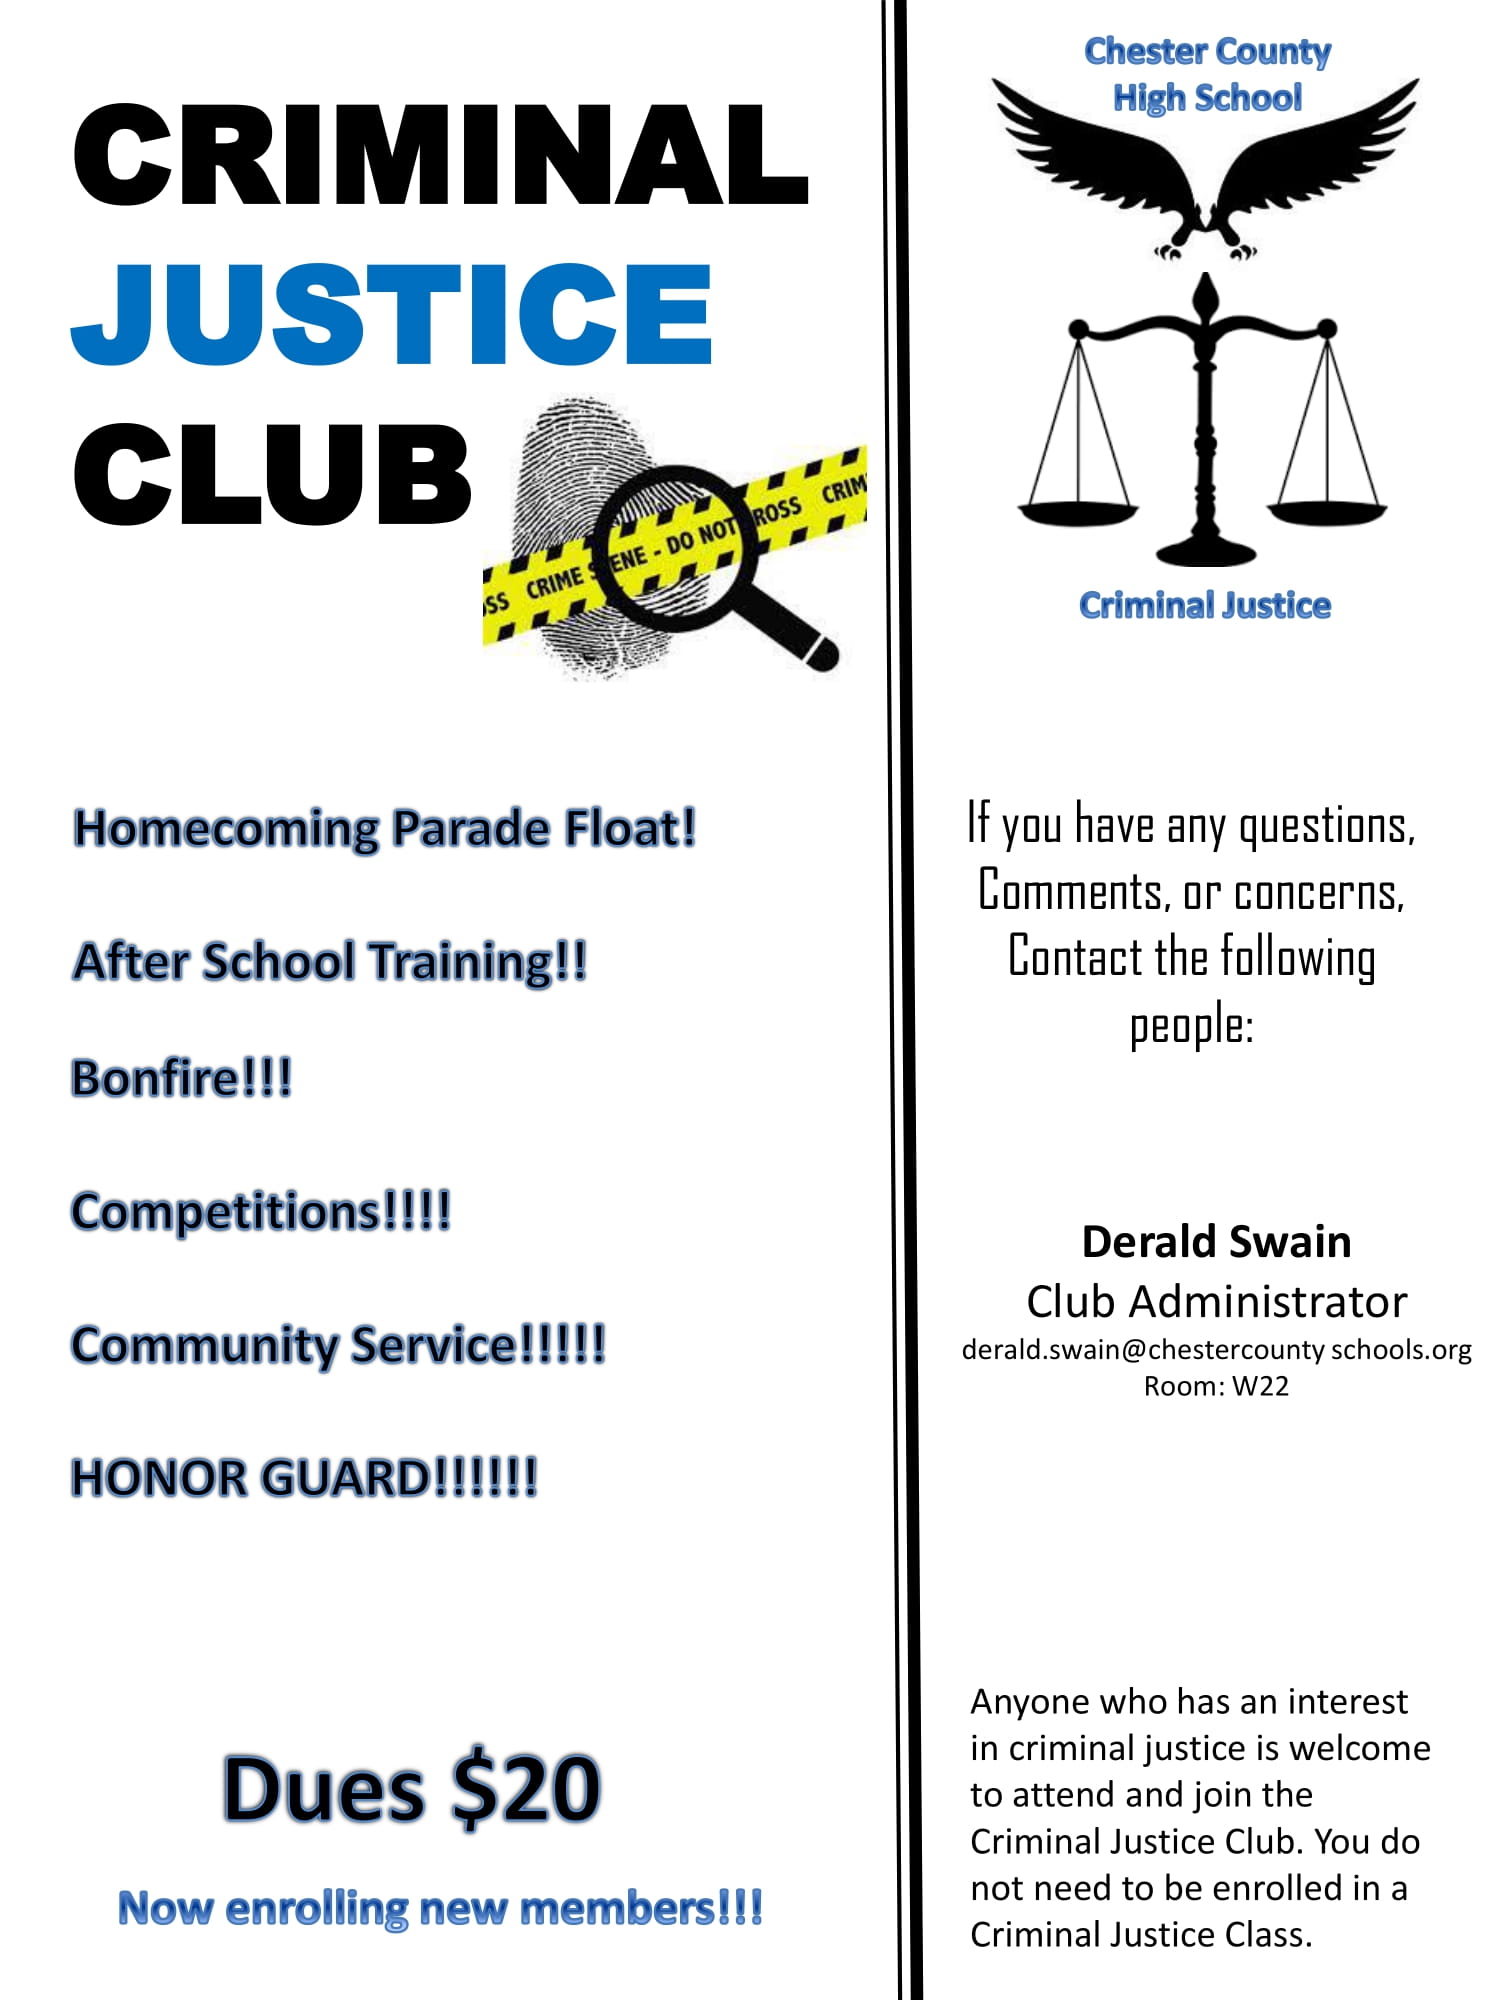 CRIMINAL
JUSTICE
CLUB
SS CRIME SCENE - DO NOT CROSS CRIM
Homecoming Parade Float!
After School Training!!
Bonfire!!!
Competitions!!!!
Community Service!!!!!
HONOR GUARD!!!!!!
Dues $20
Now enrolling new members!!!
Chester County
High School
Criminal Justice
If you have any questions,
Comments, or concerns,
Contact the following
people:
Derald Swain
Club Administrator
derald.swain@chestercounty schools.org
Room: W22
Anyone who has an interest
in criminal justice is welcome
to attend and join the
Criminal Justice Club. You do
not need to be enrolled in a
Criminal Justice Class.